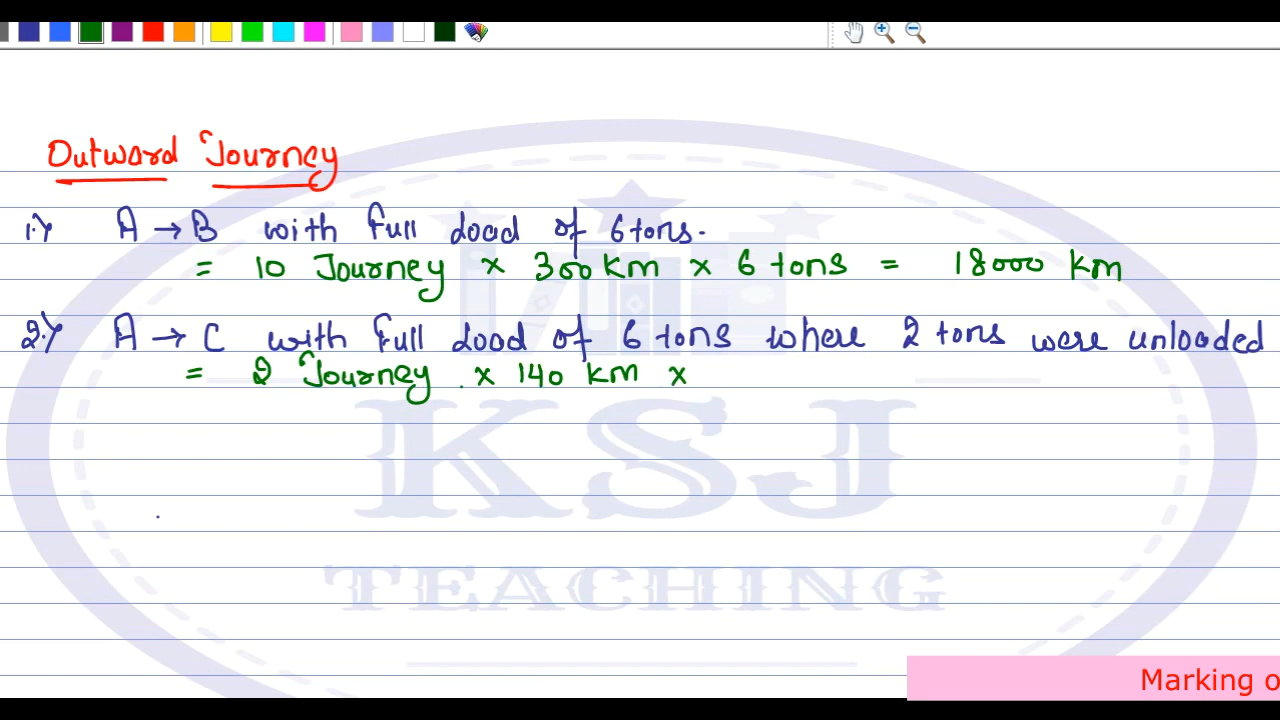 Outward Journey
1.) A → B with full load of 6 tons.
= 10 Journey × 300 km × 6 tons = 18000 km
2.) A → C with full load of 6 tons where 2 tons were unloaded
= 2 Journey × 140 km ×
KSJ
TEACHING
Marking o